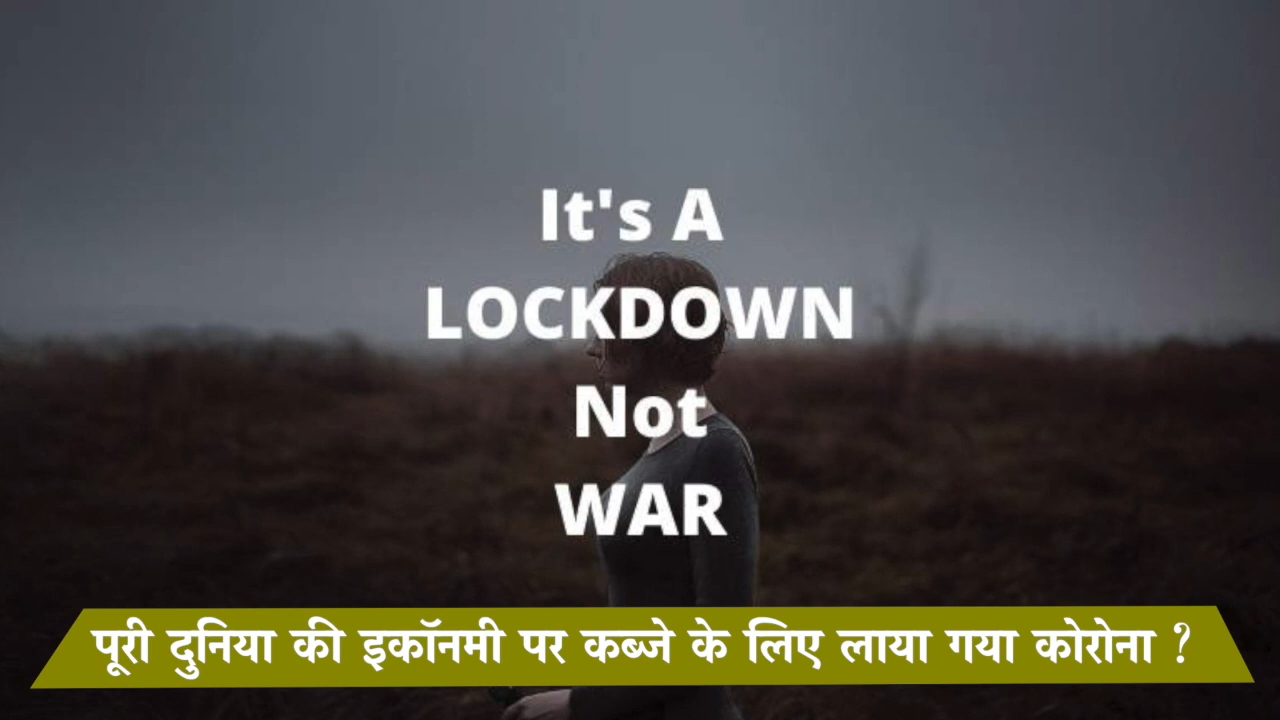 It's A
LOCKDOWN
Not
WAR
पूरी दुनिया की इकॉनमी पर कब्जे के लिए लाया गया कोरोना ?